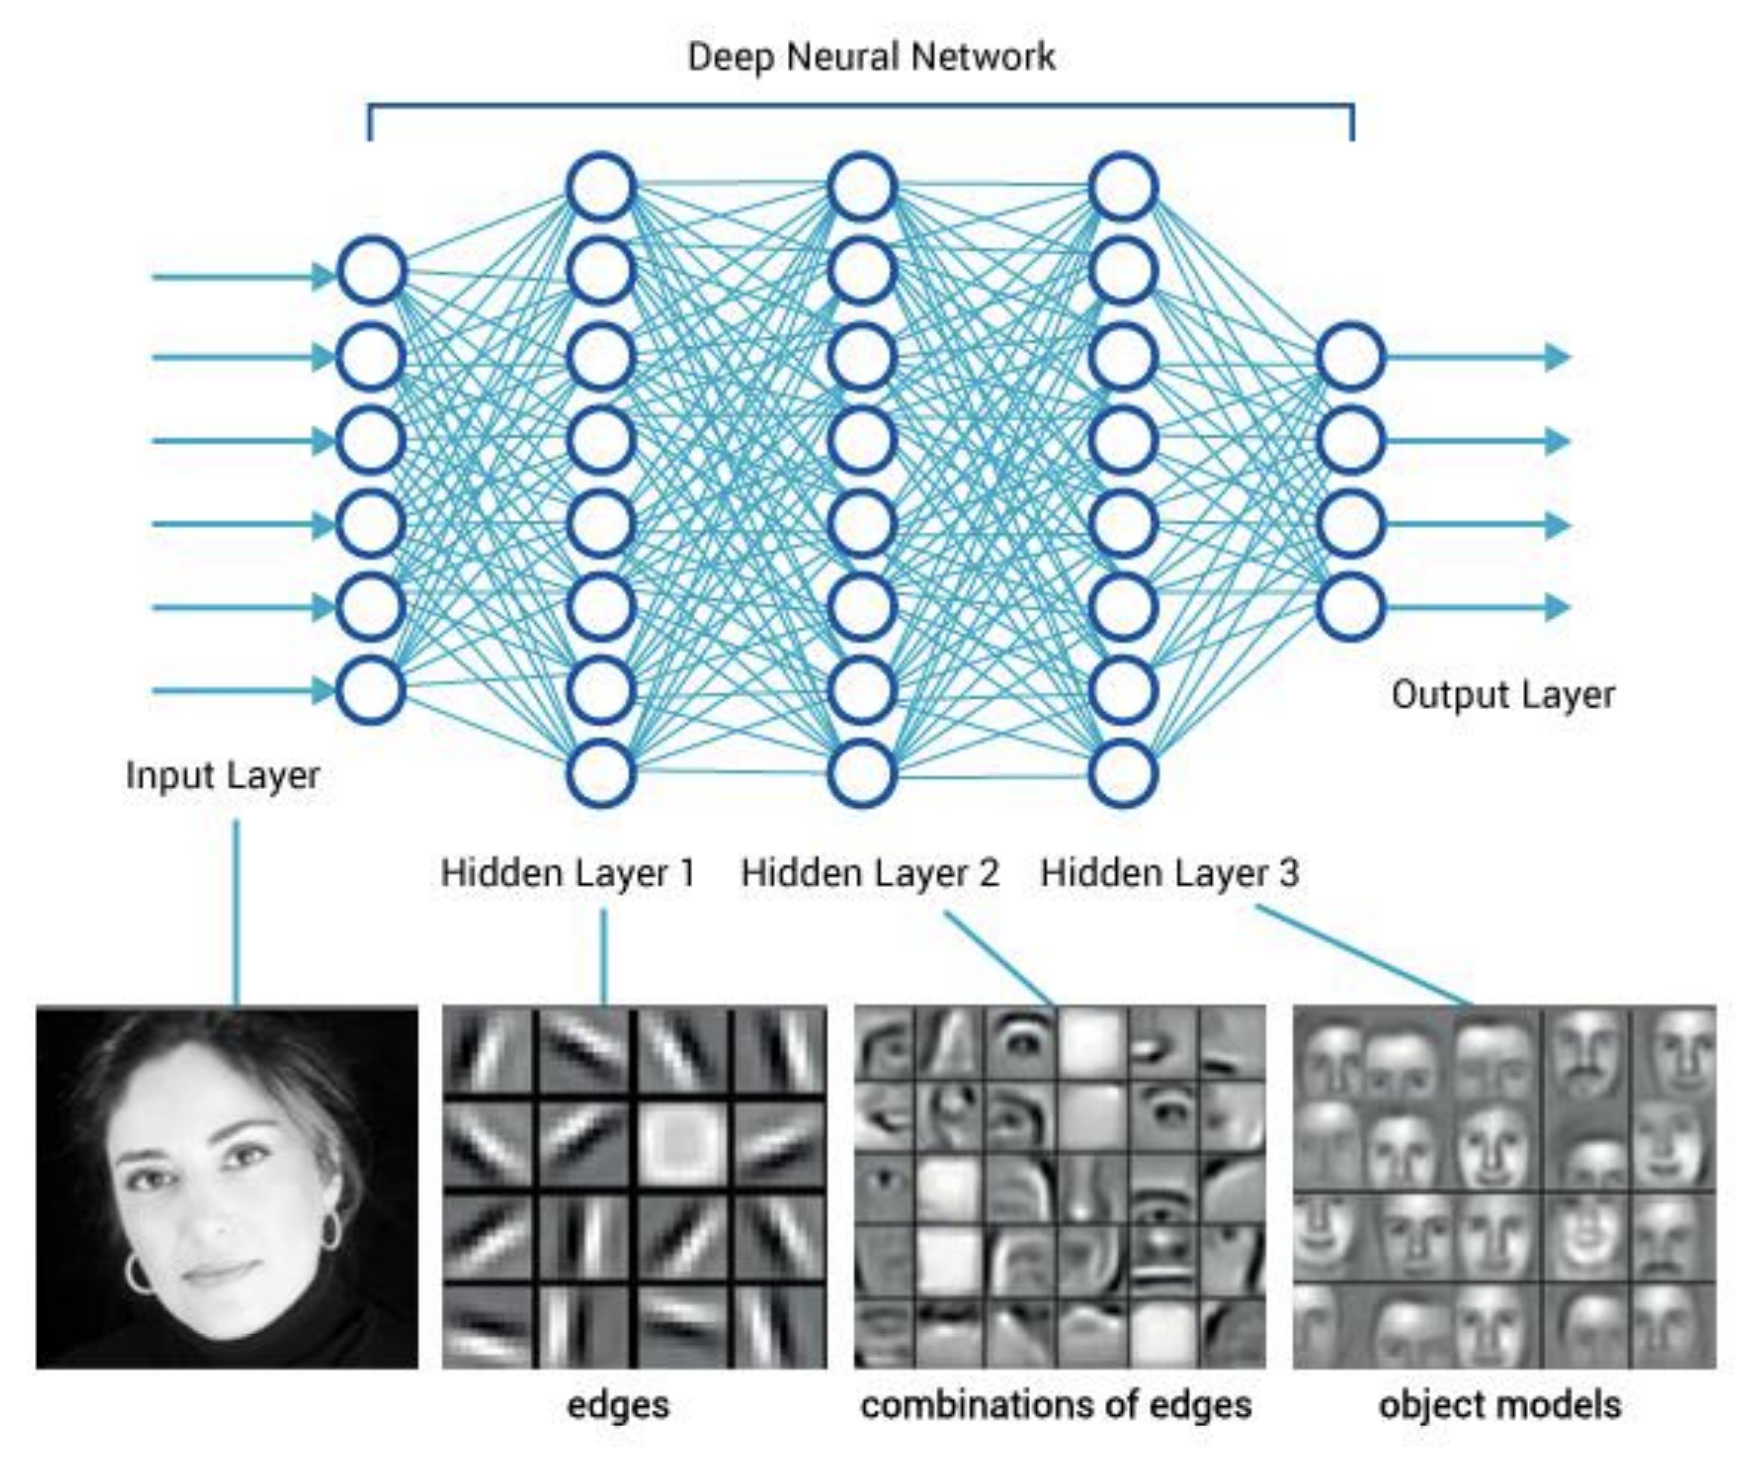 Deep Neural Network
Output Layer
Input Layer
Hidden Layer 1
Hidden Layer 2
Hidden Layer 3
edges
combinations of edges
object models